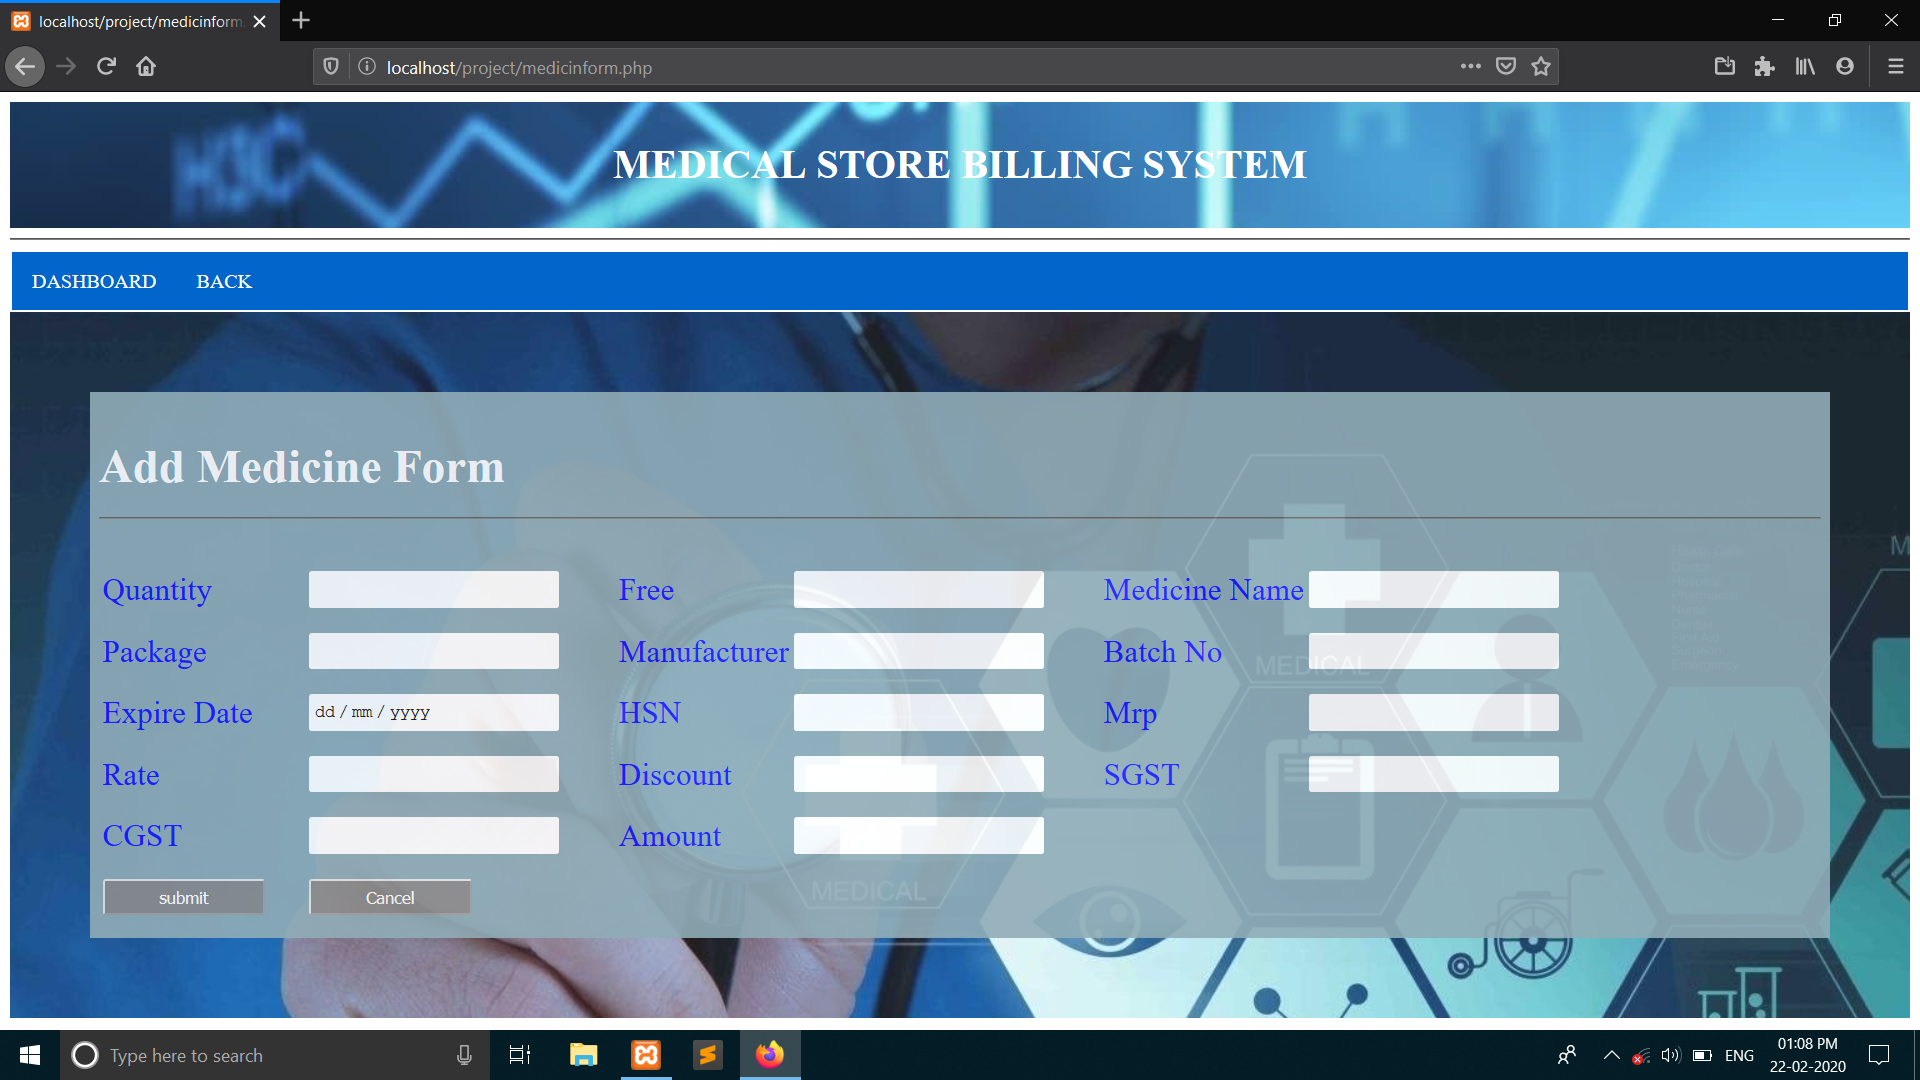 localhost/project/medicinform.
localhost/project/medicinform.php
MEDICAL STORE BILLING SYSTEM
DASHBOARD BACK
Add Medicine Form
Quantity Free Medicine Name
Package Manufacturer Batch No
MEDICAL
Expire Date dd / mm / yyyy HSN Mrp
Rate Discount SGST
CGST Amount
MEDICAL
submit Cancel
Type here to search
ENG
01:08 PM
22-02-2020